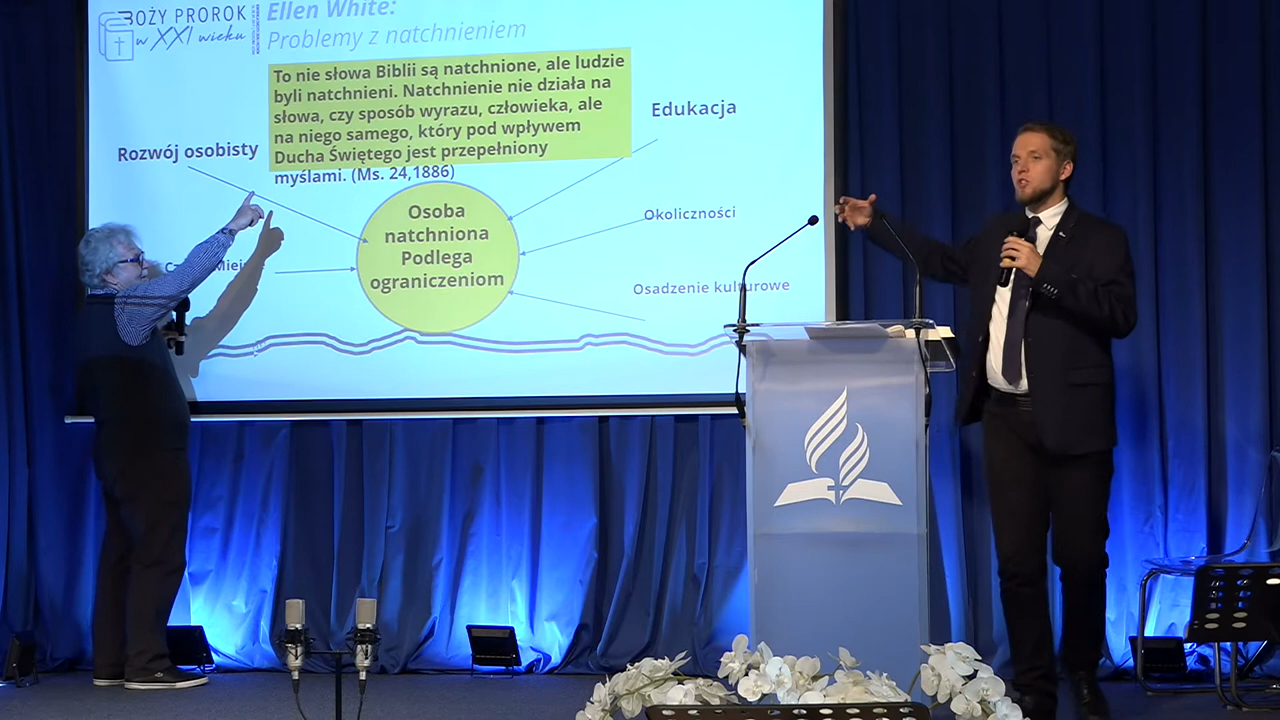 BOŻY PROROK
w XXI wieku
Ellen White:
Problemy z natchnieniem
To nie słowa Biblii są natchnione, ale ludzie
byli natchnieni. Natchnienie nie działa na
słowa, czy sposób wyrazu, człowieka, ale
na niego samego, który pod wpływem
Ducha Świętego jest przepełniony
myślami. (Ms. 24,1886)
Rozwój osobisty
Edukacja
Osoba
natchniona
Podlega
ograniczeniom
Okoliczności
Osadzenie kulturowe